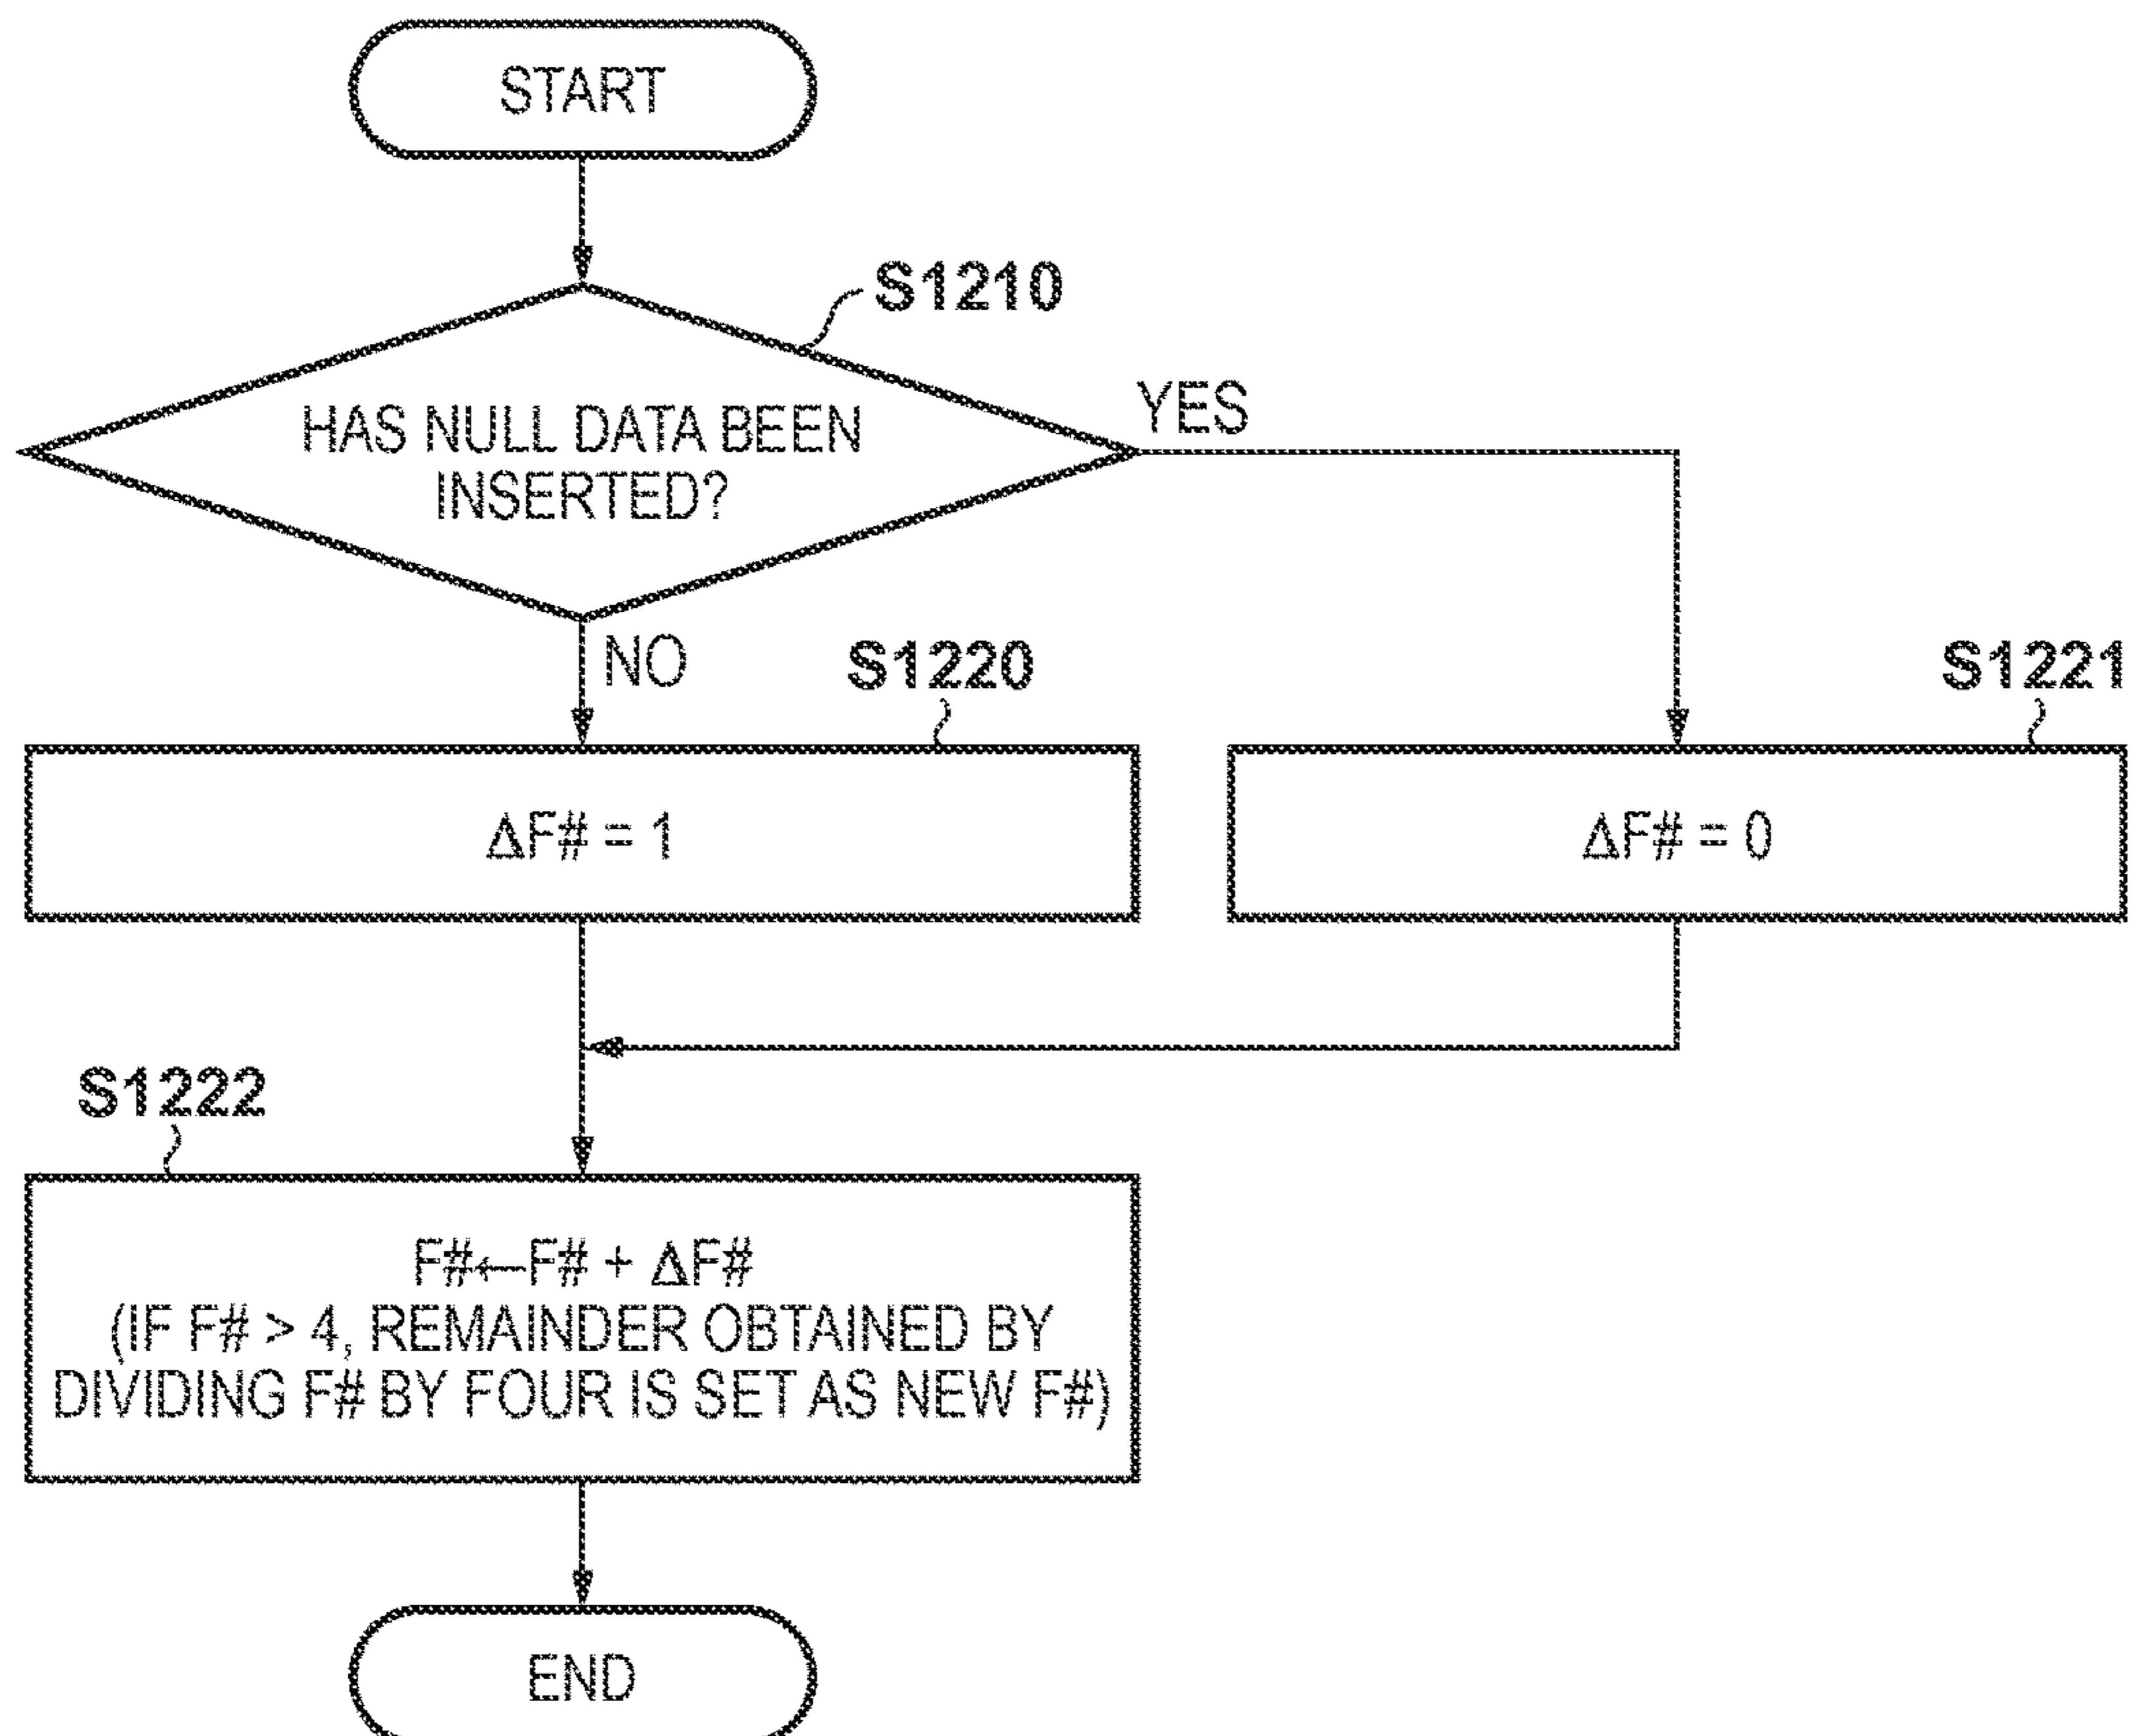 START
S1210
HAS NULL DATA BEEN
INSERTED?
YES
NO
S1220
S1221
ΔF# = 1
ΔF# = 0
S1222
F#←F# + ΔF#
(IF F# > 4, REMAINDER OBTAINED BY
DIVIDING F# BY FOUR IS SET AS NEW F#)
END